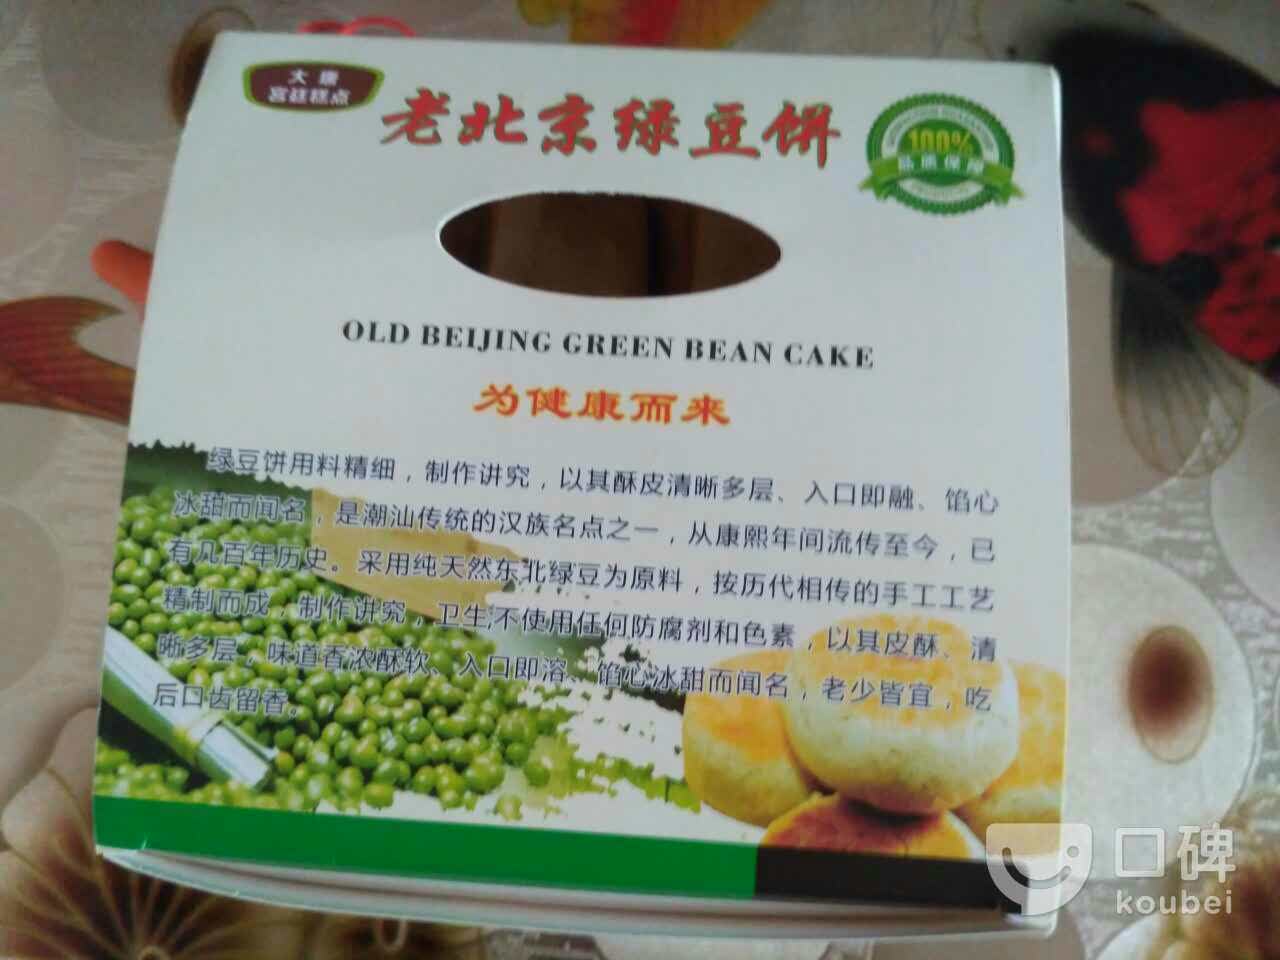 大康
宫廷糕点
老北京绿豆饼
100%
品质保障
OLD BEIJING GREEN BEAN CAKE
为健康而来
绿豆饼用料精细，制作讲究，以其酥皮清晰多层、入口即融、馅心
冰甜而闻名，是潮汕传统的汉族名点之一，从康熙年间流传至今，已
有几百年历史。采用纯天然东北绿豆为原料，按历代相传的手工工艺
精制而成，制作讲究，卫生不使用任何防腐剂和色素，以其皮酥、清
晰多层，味道香浓酥软、入口即溶、馅心冰甜而闻名，老少皆宜，吃
后口齿留香。
口碑
koubei